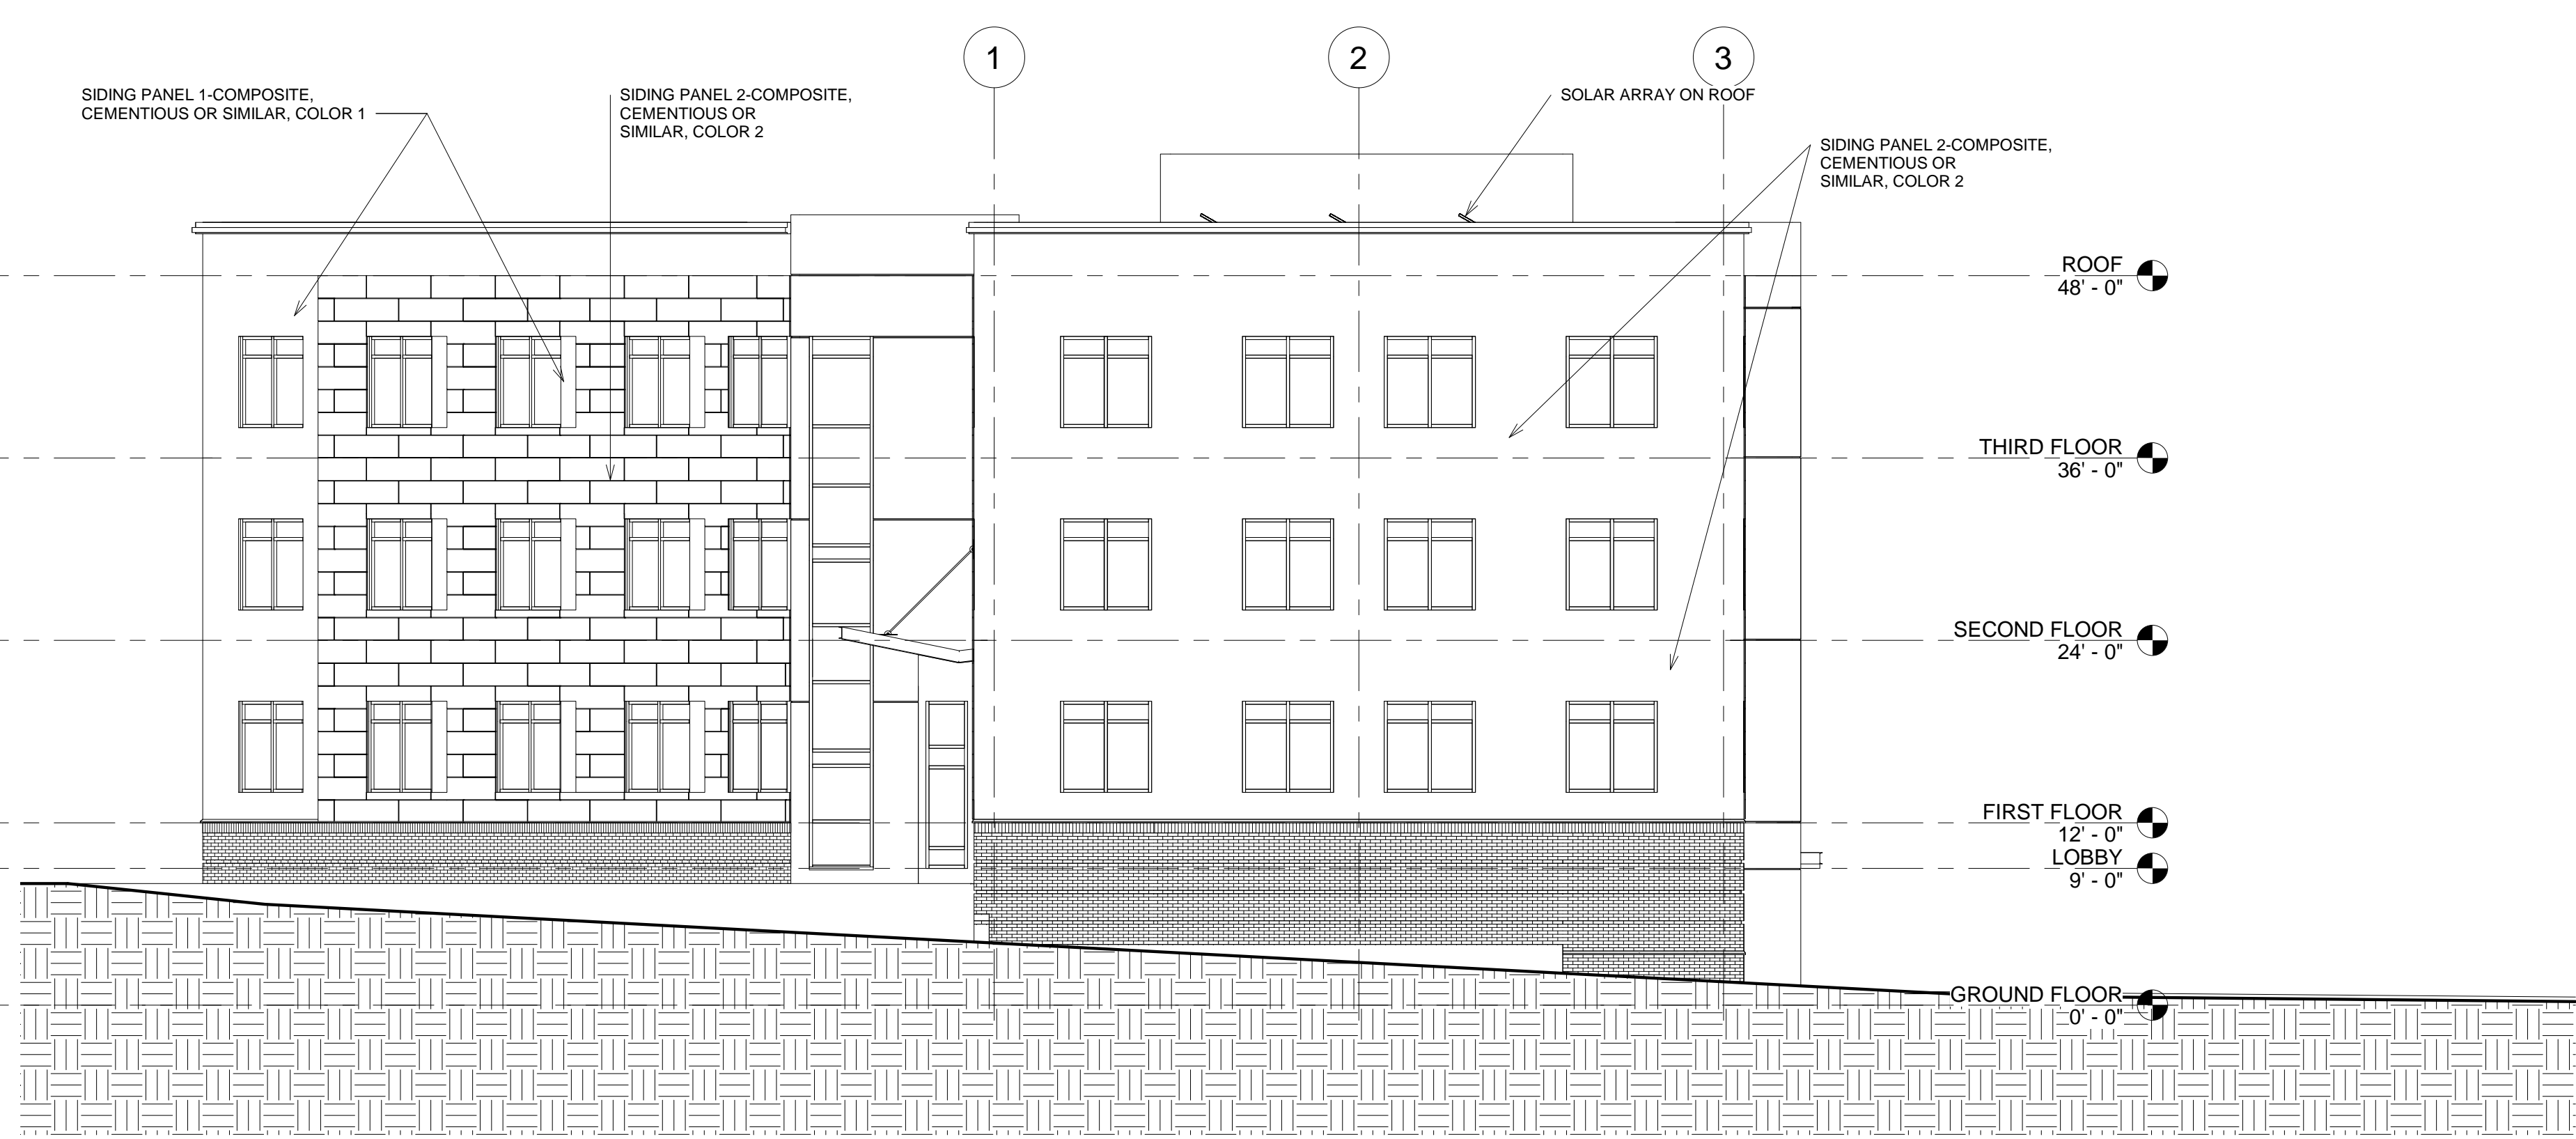 1
2
3
SIDING PANEL 1-COMPOSITE,
CEMENTIOUS OR SIMILAR, COLOR 1
SIDING PANEL 2-COMPOSITE,
CEMENTIOUS OR
SIMILAR, COLOR 2
SOLAR ARRAY ON ROOF
SIDING PANEL 2-COMPOSITE,
CEMENTIOUS OR
SIMILAR, COLOR 2
ROOF
48' - 0"
THIRD FLOOR
36' - 0"
SECOND FLOOR
24' - 0"
FIRST FLOOR
12' - 0"
LOBBY
9' - 0"
GROUND FLOOR
0' - 0"